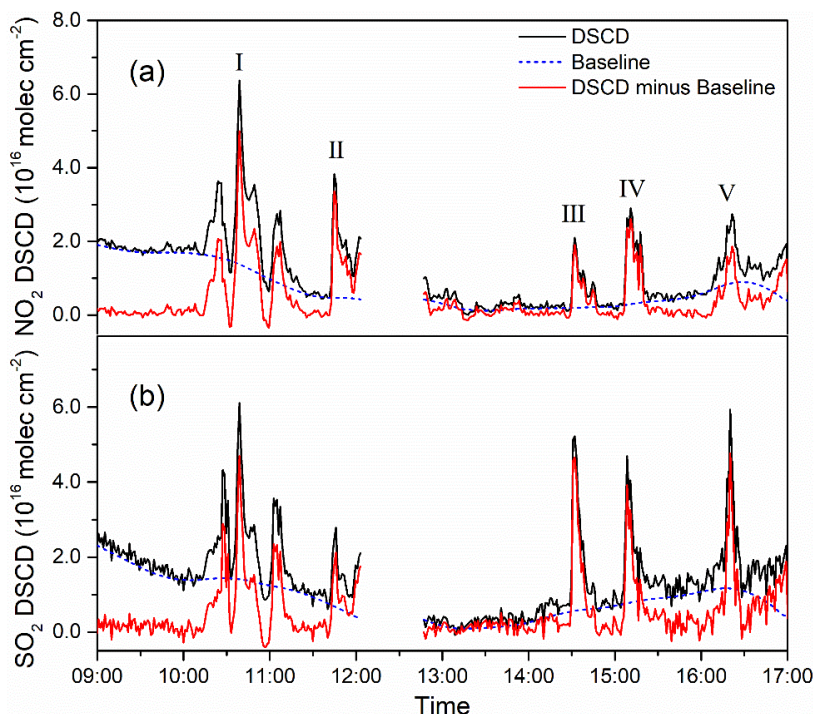 8.0
6.0
4.0
2.0
0.0
NO2 DSCD (10^16 molec cm^-2)
(a)
I
II
III
IV
V
DSCD
Baseline
DSCD minus Baseline
6.0
4.0
2.0
0.0
SO2 DSCD (10^16 molec cm^-2)
(b)
09:00 10:00 11:00 12:00 14:00 15:00 16:00 17:00
Time